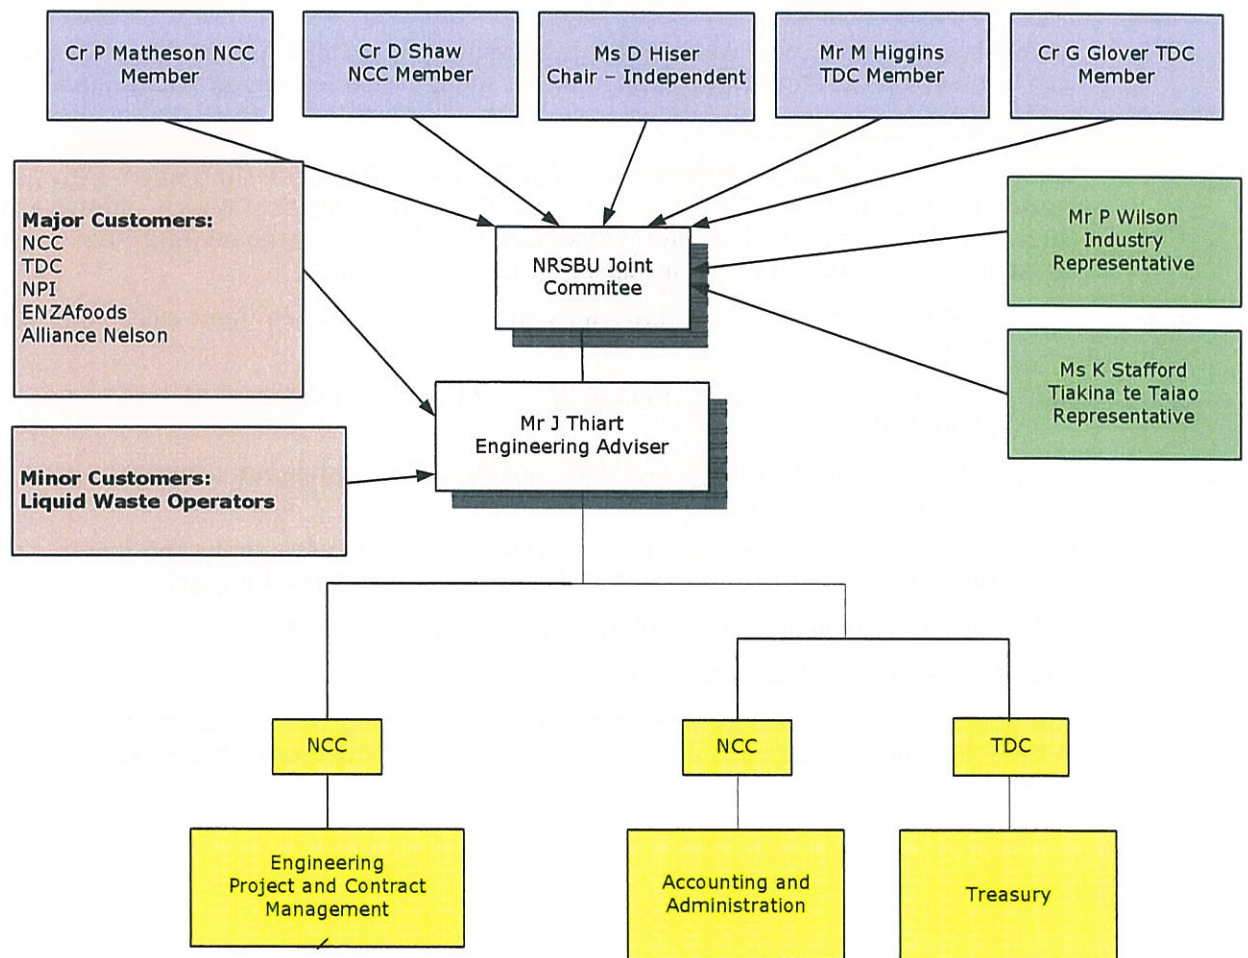 Cr P Matheson NCC
Member
Cr D Shaw
NCC Member
Ms D Hiser
Chair – Independent
Mr M Higgins
TDC Member
Cr G Glover TDC
Member
Major Customers:
NCC
TDC
NPI
ENZAfoods
Alliance Nelson
NRSBU Joint
Commitee
Mr P Wilson
Industry
Representative
Ms K Stafford
Tiakina te Taiao
Representative
Mr J Thiart
Engineering Adviser
Minor Customers:
Liquid Waste Operators
NCC
NCC
TDC
Engineering
Project and Contract
Management
Accounting and
Administration
Treasury